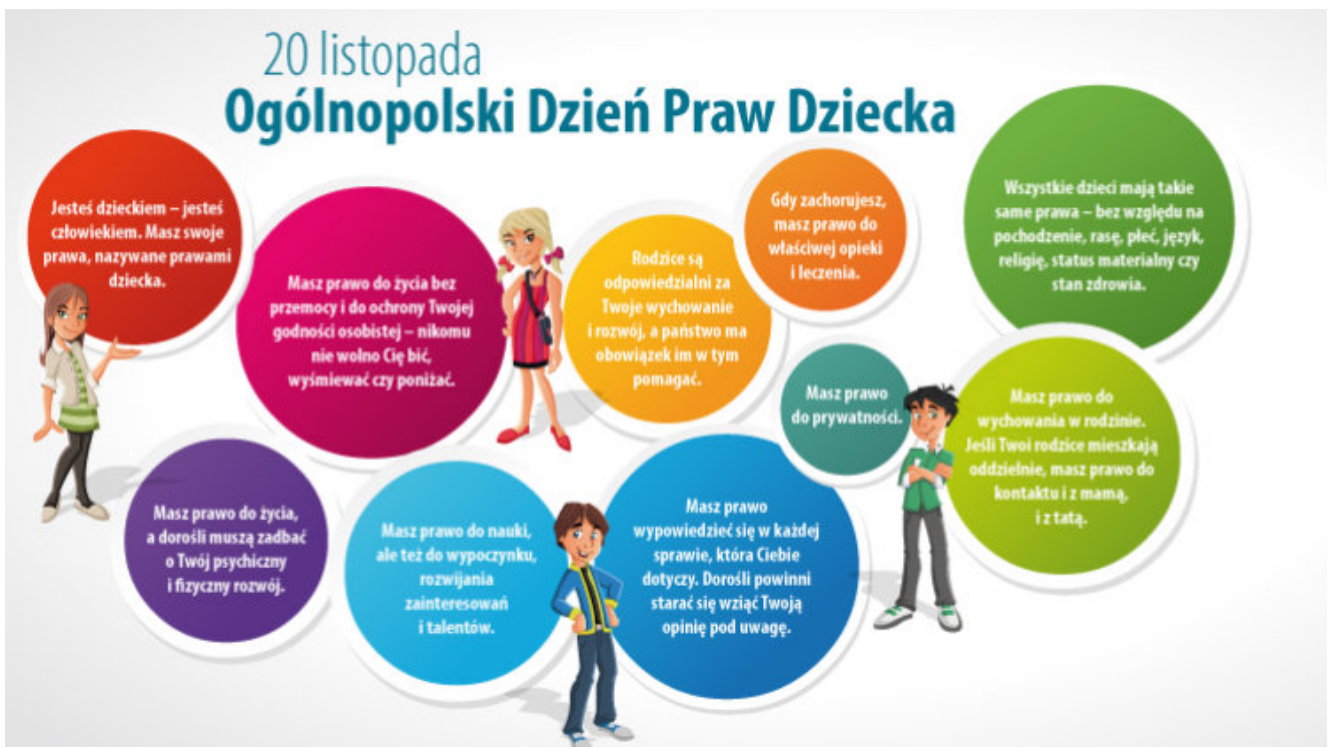 20 listopada
Ogólnopolski Dzień Praw Dziecka
Jesteś dzieckiem – jesteś
człowiekiem. Masz swoje
prawa, nazywane prawami
dziecka.
Masz prawo do życia bez
przemocy i do ochrony Twojej
godności osobistej – nikomu
nie wolno Cię bić,
wyśmiewać czy poniżać.
Rodzice są
odpowiedzialni za
Twoje wychowanie
i rozwój, a państwo ma
obowiązek im w tym
pomagać.
Gdy zachorujesz,
masz prawo do
właściwej opieki
i leczenia.
Wszystkie dzieci mają takie
same prawa – bez względu na
pochodzenie, rasę, płeć, język,
religię, status materialny czy
stan zdrowia.
Masz prawo
do prywatności.
Masz prawo do
wychowania w rodzinie.
Jeśli Twoi rodzice mieszkają
oddzielnie, masz prawo do
kontaktu i z mamą,
i z tatą.
Masz prawo do życia,
a dorośli muszą zadbać
o Twój psychiczny
i fizyczny rozwój.
Masz prawo do nauki,
ale też do wypoczynku,
rozwijania
zainteresowań
i talentów.
Masz prawo
wypowiedzieć się w każdej
sprawie, która Ciebie
dotyczy. Dorośli powinni
starać się wziąć Twoją
opinię pod uwagę.